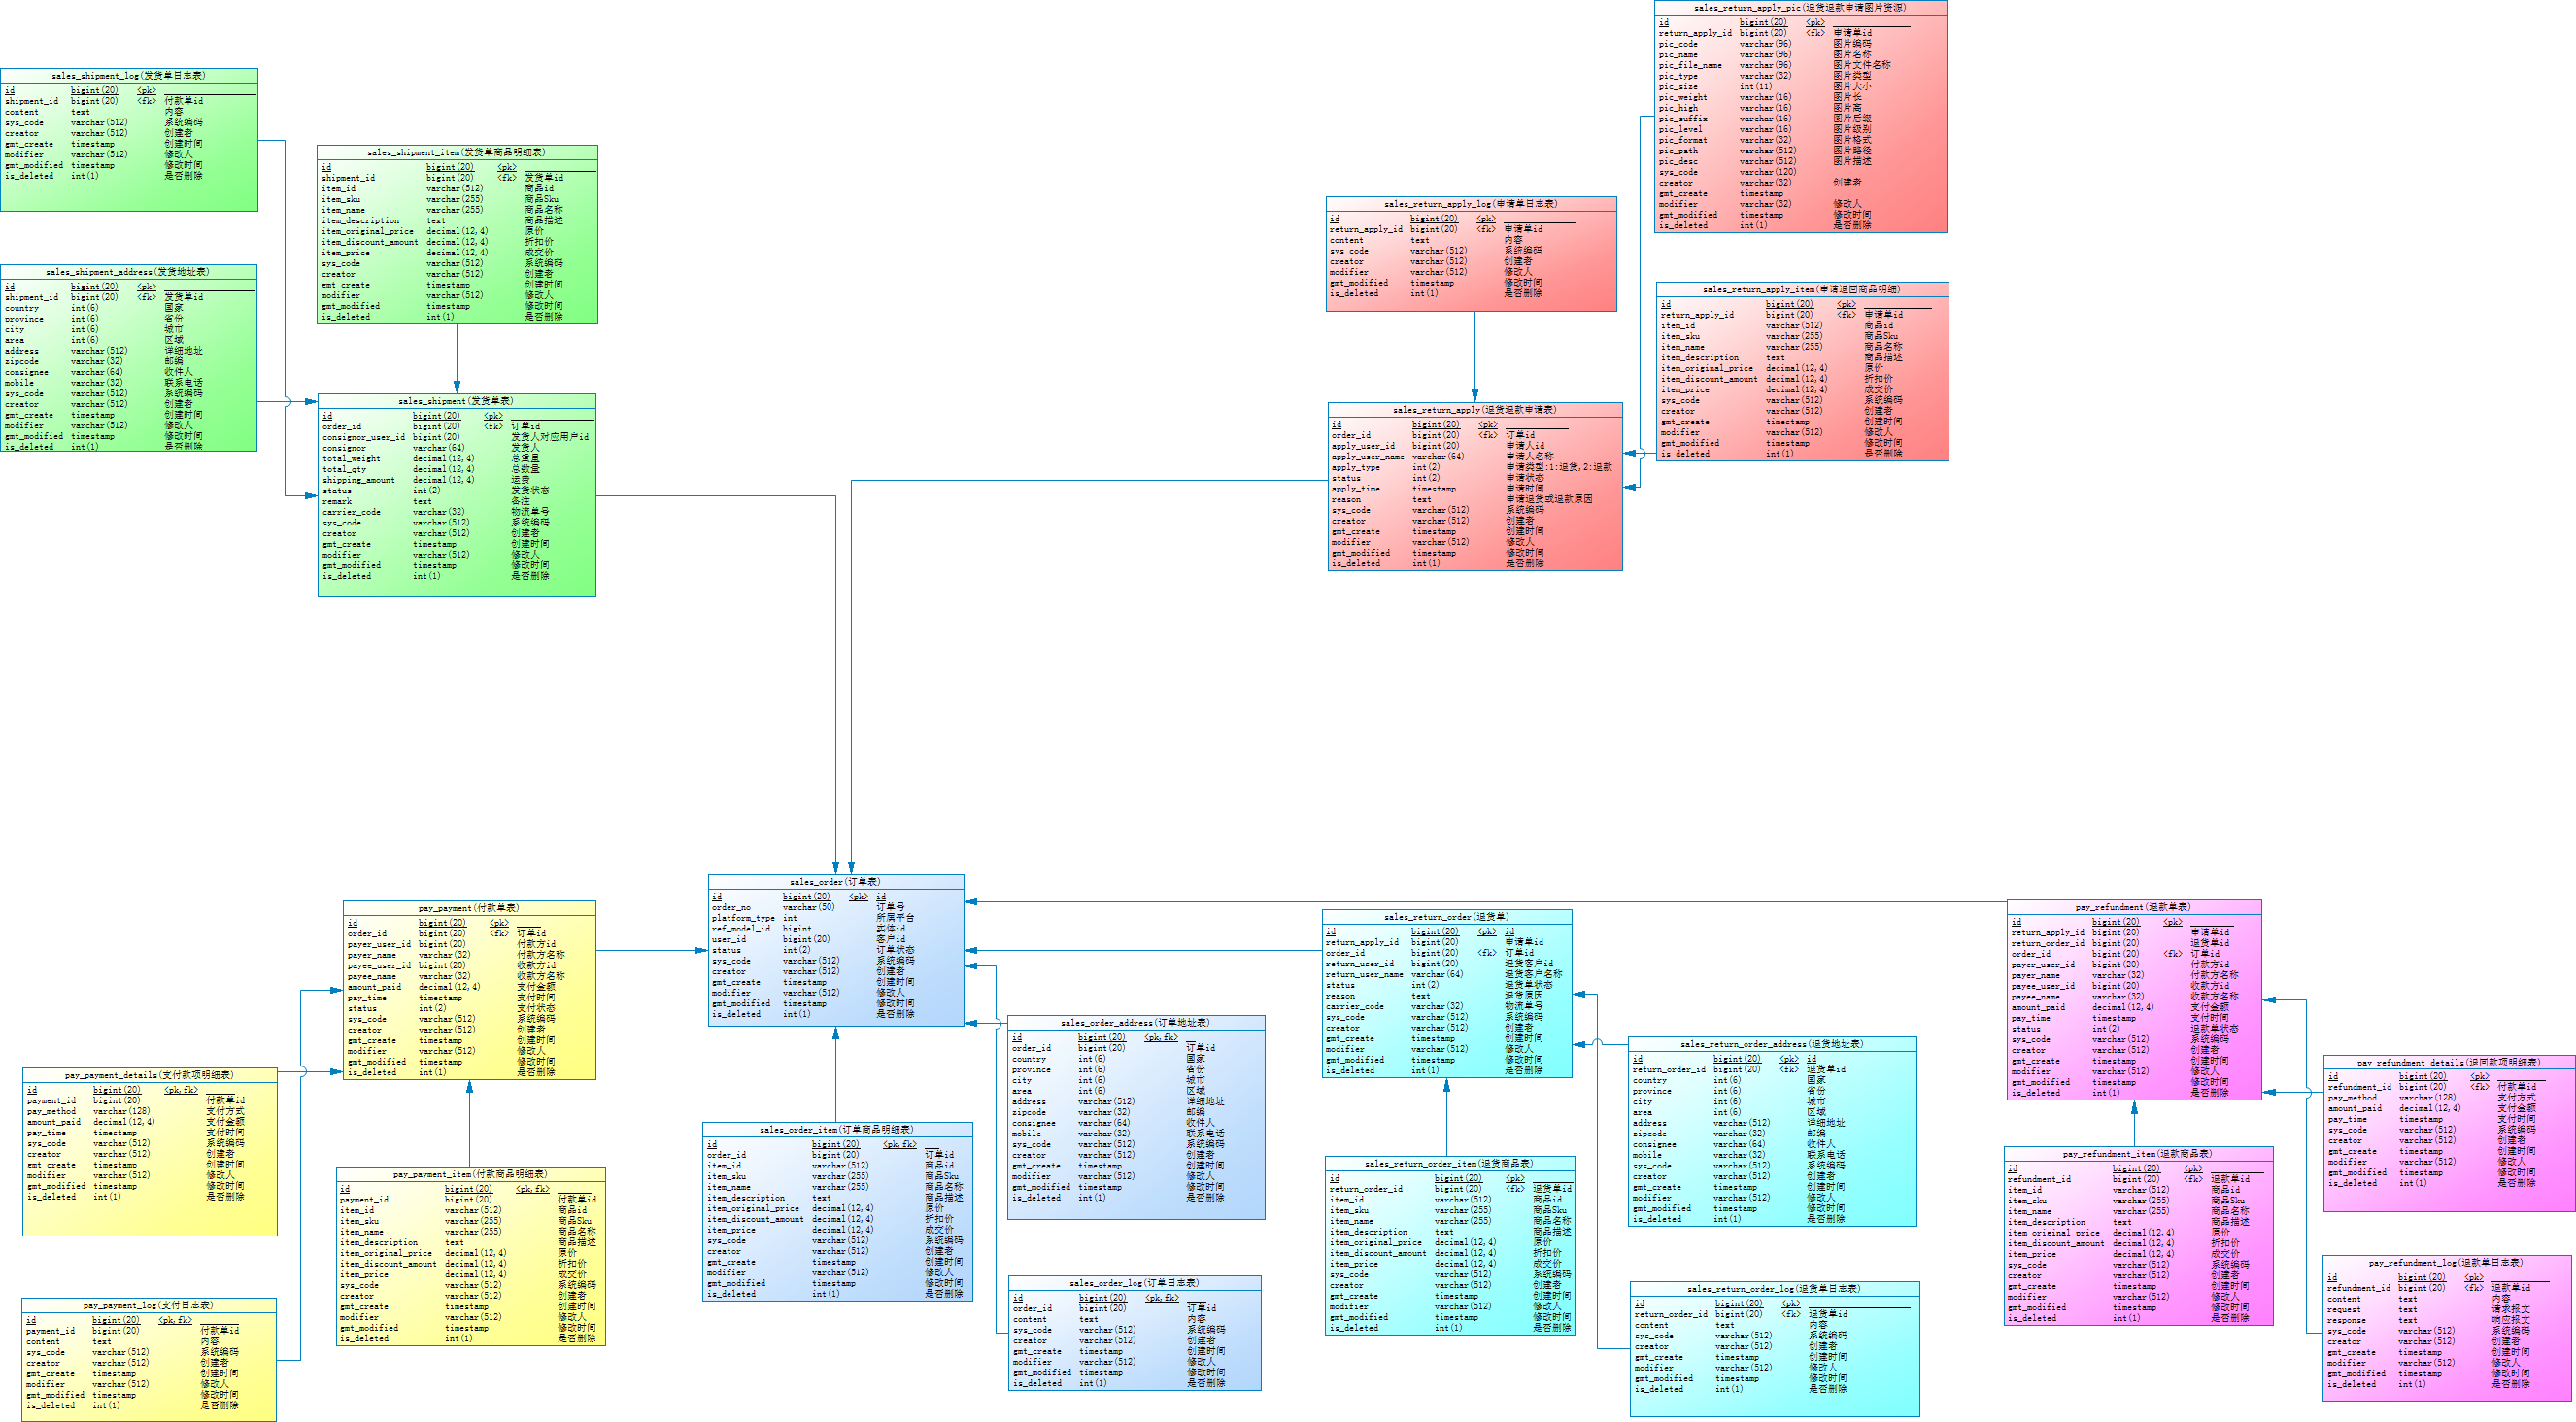 sales_shipment_log(发货单日志表)
id bigint(20) <pk>
shipment_id bigint(20) <fk> 付款单id
content text 内容
sys_code varchar(512) 系统编码
creator varchar(512) 创建者
gmt_create timestamp 创建时间
modifier varchar(512) 修改人
gmt_modified timestamp 修改时间
is_deleted int(1) 是否删除
sales_shipment_address(发货地址表)
id bigint(20) <pk>
shipment_id bigint(20) <fk> 发货单id
country int(6) 国家
province int(6) 省份
city int(6) 城市
area int(6) 区域
address varchar(512) 详细地址
zipcode varchar(32) 邮编
consignee varchar(64) 收件人
mobile varchar(32) 联系电话
sys_code varchar(512) 系统编码
creator varchar(512) 创建者
gmt_create timestamp 创建时间
modifier varchar(512) 修改人
gmt_modified timestamp 修改时间
is_deleted int(1) 是否删除
sales_shipment_item(发货单商品明细表)
id bigint(20) <pk>
shipment_id bigint(20) <fk> 发货单id
item_id varchar(512) 商品id
item_sku varchar(255) 商品Sku
item_name varchar(255) 商品名称
item_description text 商品描述
item_original_price decimal(12,4) 原价
item_discount_amount decimal(12,4) 折扣价
item_price decimal(12,4) 成交价
sys_code varchar(512) 系统编码
creator varchar(512) 创建者
gmt_create timestamp 创建时间
modifier varchar(512) 修改人
gmt_modified timestamp 修改时间
is_deleted int(1) 是否删除
sales_shipment(发货单表)
id bigint(20) <pk>
order_id bigint(20) <fk> 订单id
consignor_user_id bigint(20) 发货人对应用户id
consignor varchar(64) 发货人
total_weight decimal(12,4) 总重量
total_qty decimal(12,4) 总数量
shipping_amount decimal(12,4) 运费
status int(2) 发货状态
remark text 备注
carrier_code varchar(32) 物流单号
sys_code varchar(512) 系统编码
creator varchar(512) 创建者
gmt_create timestamp 创建时间
modifier varchar(512) 修改人
gmt_modified timestamp 修改时间
is_deleted int(1) 是否删除
sales_return_apply_pic(退货退款申请图片资源)
id bigint(20) <pk>
return_apply_id bigint(20) <fk> 申请单id
pic_code varchar(96) 图片编码
pic_name varchar(96) 图片名称
pic_file_name varchar(96) 图片文件名称
pic_type varchar(32) 图片类型
pic_size int(11) 图片大小
pic_weight varchar(16) 图片长
pic_high varchar(16) 图片高
pic_suffix varchar(16) 图片后缀
pic_level varchar(16) 图片级别
pic_format varchar(32) 图片格式
pic_path varchar(512) 图片路径
pic_desc varchar(512) 图片描述
sys_code varchar(120)
creator varchar(32) 创建者
gmt_create timestamp
modifier varchar(32) 修改人
gmt_modified timestamp 修改时间
is_deleted int(1) 是否删除
sales_return_apply_log(申请单日志表)
id bigint(20) <pk>
return_apply_id bigint(20) <fk> 申请单id
content text 内容
sys_code varchar(512) 系统编码
creator varchar(512) 创建者
modifier varchar(512) 修改人
gmt_modified timestamp 修改时间
is_deleted int(1) 是否删除
sales_return_apply_item(申请退回商品明细)
id bigint(20) <pk>
return_apply_id bigint(20) <fk> 申请单id
item_id varchar(512) 商品id
item_sku varchar(255) 商品Sku
item_name varchar(255) 商品名称
item_description text 商品描述
item_original_price decimal(12,4) 原价
item_discount_amount decimal(12,4) 折扣价
item_price decimal(12,4) 成交价
sys_code varchar(512) 系统编码
creator varchar(512) 创建者
gmt_create timestamp 创建时间
modifier varchar(512) 修改人
gmt_modified timestamp 修改时间
is_deleted int(1) 是否删除
sales_return_apply(退货退款申请表)
id bigint(20) <pk>
order_id bigint(20) <fk> 订单id
apply_user_id bigint(20) 申请人id
apply_user_name varchar(64) 申请人名称
apply_type int(2) 申请类型:1:退货,2:退款
status int(2) 申请状态
apply_time timestamp 申请时间
reason text 申请退货或退款原因
sys_code varchar(512) 系统编码
creator varchar(512) 创建者
gmt_create timestamp 创建时间
modifier varchar(512) 修改人
gmt_modified timestamp 修改时间
is_deleted int(1) 是否删除
pay_payment(付款单表)
id bigint(20) <pk>
order_id bigint(20) <fk> 订单id
payer_user_id bigint(20) 付款方id
payer_name varchar(32) 付款方名称
payee_user_id bigint(20) 收款方id
payee_name varchar(32) 收款方名称
amount_paid decimal(12,4) 支付金额
pay_time timestamp 支付时间
status int(2) 支付状态
sys_code varchar(512) 系统编码
creator varchar(512) 创建者
gmt_create timestamp 创建时间
modifier varchar(512) 修改人
gmt_modified timestamp 修改时间
is_deleted int(1) 是否删除
pay_payment_details(支付款项明细表)
id bigint(20) <pk,fk>
payment_id bigint(20) 付款单id
pay_method varchar(128) 支付方式
amount_paid decimal(12,4) 支付金额
pay_time timestamp 支付时间
sys_code varchar(512) 系统编码
creator varchar(512) 创建者
gmt_create timestamp 创建时间
modifier varchar(512) 修改人
gmt_modified timestamp 修改时间
is_deleted int(1) 是否删除
pay_payment_item(付款商品明细表)
id bigint(20) <pk,fk>
payment_id bigint(20) 付款单id
item_id varchar(512) 商品id
item_sku varchar(255) 商品Sku
item_name varchar(255) 商品名称
item_description text 商品描述
item_original_price decimal(12,4) 原价
item_discount_amount decimal(12,4) 折扣价
item_price decimal(12,4) 成交价
sys_code varchar(512) 系统编码
creator varchar(512) 创建者
gmt_create timestamp 创建时间
modifier varchar(512) 修改人
gmt_modified timestamp 修改时间
is_deleted int(1) 是否删除
pay_payment_log(支付日志表)
id bigint(20) <pk,fk>
payment_id bigint(20) 付款单id
content text 内容
sys_code varchar(512) 系统编码
creator varchar(512) 创建者
gmt_create timestamp 创建时间
modifier varchar(512) 修改人
gmt_modified timestamp 修改时间
is_deleted int(1) 是否删除
sales_order(订单表)
id bigint(20) <pk> id
order_no varchar(50) 订单号
platform_type int 所属平台
ref_model_id bigint 实体id
user_id bigint(20) 客户id
status int(2) 订单状态
sys_code varchar(512) 系统编码
creator varchar(512) 创建者
gmt_create timestamp 创建时间
modifier varchar(512) 修改人
gmt_modified timestamp 修改时间
is_deleted int(1) 是否删除
sales_order_address(订单地址表)
id bigint(20) <pk,fk>
order_id bigint(20) 订单id
country int(6) 国家
province int(6) 省份
city int(6) 城市
area int(6) 区域
address varchar(512) 详细地址
zipcode varchar(32) 邮编
consignee varchar(64) 收件人
mobile varchar(32) 联系电话
sys_code varchar(512) 系统编码
creator varchar(512) 创建者
gmt_create timestamp 创建时间
modifier varchar(512) 修改人
gmt_modified timestamp 修改时间
is_deleted int(1) 是否删除
sales_order_item(订单商品明细表)
id bigint(20) <pk,fk>
order_id bigint(20) 订单id
item_id varchar(512) 商品id
item_sku varchar(255) 商品Sku
item_name varchar(255) 商品名称
item_description text 商品描述
item_original_price decimal(12,4) 原价
item_discount_amount decimal(12,4) 折扣价
item_price decimal(12,4) 成交价
sys_code varchar(512) 系统编码
creator varchar(512) 创建者
gmt_create timestamp 创建时间
modifier varchar(512) 修改人
gmt_modified timestamp 修改时间
is_deleted int(1) 是否删除
sales_order_log(订单日志表)
id bigint(20) <pk,fk>
order_id bigint(20) 订单id
content text 内容
sys_code varchar(512) 系统编码
creator varchar(512) 创建者
gmt_create timestamp 创建时间
modifier varchar(512) 修改人
gmt_modified timestamp 修改时间
is_deleted int(1) 是否删除
sales_return_order(退货单)
id bigint(20) <pk> id
return_apply_id bigint(20) 申请单id
order_id bigint(20) <fk> 订单id
return_user_id bigint(20) 退货客户id
return_user_name varchar(64) 退货客户名称
status int(2) 退货单状态
reason text 退货原因
carrier_code varchar(32) 物流单号
sys_code varchar(512) 系统编码
creator varchar(512) 创建者
gmt_create timestamp 创建时间
modifier varchar(512) 修改人
gmt_modified timestamp 修改时间
is_deleted int(1) 是否删除
sales_return_order_address(退货地址表)
id bigint(20) <pk> id
return_order_id bigint(20) <fk> 退货单id
country int(6) 国家
province int(6) 省份
city int(6) 城市
area int(6) 区域
address varchar(512) 详细地址
zipcode varchar(32) 邮编
consignee varchar(64) 收件人
mobile varchar(32) 联系电话
sys_code varchar(512) 系统编码
creator varchar(512) 创建者
gmt_create timestamp 创建时间
modifier varchar(512) 修改人
gmt_modified timestamp 修改时间
is_deleted int(1) 是否删除
sales_return_order_item(退货商品表)
id bigint(20) <pk>
return_order_id bigint(20) <fk> 退货单id
item_id varchar(512) 商品id
item_sku varchar(255) 商品Sku
item_name varchar(255) 商品名称
item_description text 商品描述
item_original_price decimal(12,4) 原价
item_discount_amount decimal(12,4) 折扣价
item_price decimal(12,4) 成交价
sys_code varchar(512) 系统编码
creator varchar(512) 创建者
gmt_create timestamp 创建时间
modifier varchar(512) 修改人
gmt_modified timestamp 修改时间
is_deleted int(1) 是否删除
sales_return_order_log(退货单日志表)
id bigint(20) <pk>
return_order_id bigint(20) <fk> 退货单id
content text 内容
sys_code varchar(512) 系统编码
creator varchar(512) 创建者
gmt_create timestamp 创建时间
modifier varchar(512) 修改人
gmt_modified timestamp 修改时间
is_deleted int(1) 是否删除
pay_refundment(退款单表)
id bigint(20) <pk>
return_apply_id bigint(20) 申请单id
return_order_id bigint(20) 退货单id
order_id bigint(20) <fk> 订单id
payer_user_id bigint(20) 付款方id
payer_name varchar(32) 付款方名称
payee_user_id bigint(20) 收款方id
payee_name varchar(32) 收款方名称
amount_paid decimal(12,4) 支付金额
pay_time timestamp 支付时间
status int(2) 退款单状态
sys_code varchar(512) 系统编码
creator varchar(512) 创建者
gmt_create timestamp 创建时间
modifier varchar(512) 修改人
gmt_modified timestamp 修改时间
is_deleted int(1) 是否删除
pay_refundment_details(退回款项明细表)
id bigint(20) <pk>
refundment_id bigint(20) <fk> 付款单id
pay_method varchar(128) 支付方式
amount_paid decimal(12,4) 支付金额
pay_time timestamp 支付时间
sys_code varchar(512) 系统编码
creator varchar(512) 创建者
gmt_create timestamp 创建时间
modifier varchar(512) 修改人
gmt_modified timestamp 修改时间
is_deleted int(1) 是否删除
pay_refundment_item(退款商品表)
id bigint(20) <pk>
refundment_id bigint(20) <fk> 退款单id
item_id varchar(512) 商品id
item_sku varchar(255) 商品Sku
item_name varchar(255) 商品名称
item_description text 商品描述
item_original_price decimal(12,4) 原价
item_discount_amount decimal(12,4) 折扣价
item_price decimal(12,4) 成交价
sys_code varchar(512) 系统编码
creator varchar(512) 创建者
gmt_create timestamp 创建时间
modifier varchar(512) 修改人
gmt_modified timestamp 修改时间
is_deleted int(1) 是否删除
pay_refundment_log(退款单日志表)
id bigint(20) <pk>
refundment_id bigint(20) <fk> 退款单id
content text 内容
request text 请求报文
response text 响应报文
sys_code varchar(512) 系统编码
creator varchar(512) 创建者
gmt_create timestamp 创建时间
modifier varchar(512) 修改人
gmt_modified timestamp 修改时间
is_deleted int(1) 是否删除